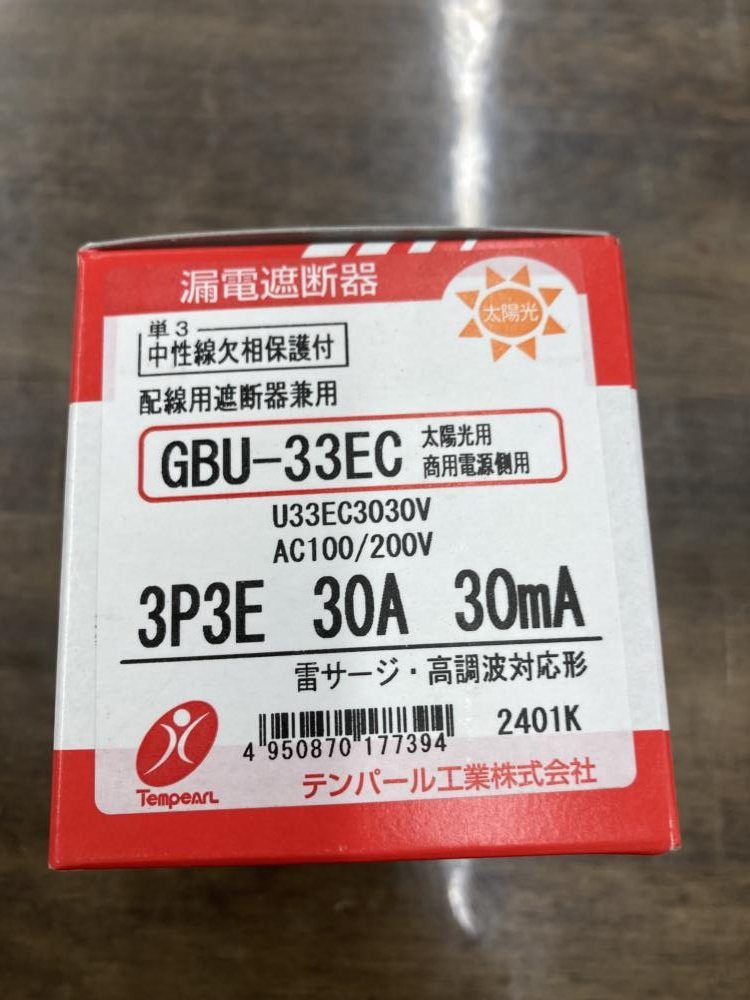 漏電遮断器
太陽光
単3
中性線欠相保護付
配線用遮断器兼用
GBU-33EC
太陽光用
商用電源側用
U33EC3030V
AC100/200V
3P3E 30A 30mA
雷サージ・高調波対応形
4 950870 177394
2401K
Tempearl
テンパール工業株式会社